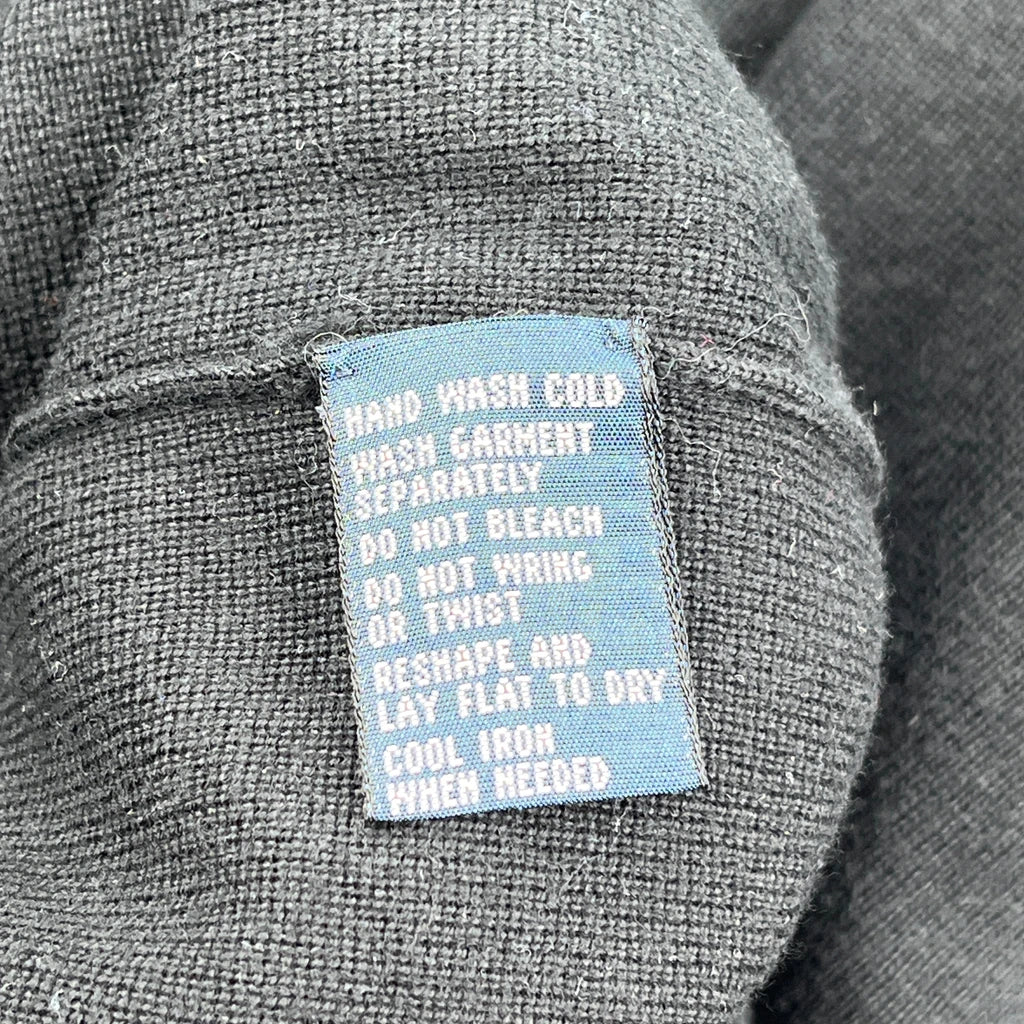 HAND WASH COLD
WASH GARMENT
SEPARATELY
DO NOT BLEACH
DO NOT WRING
OR TWIST
RESHAPE AND
LAY FLAT TO DRY
COOL IRON
WHEN NEEDED